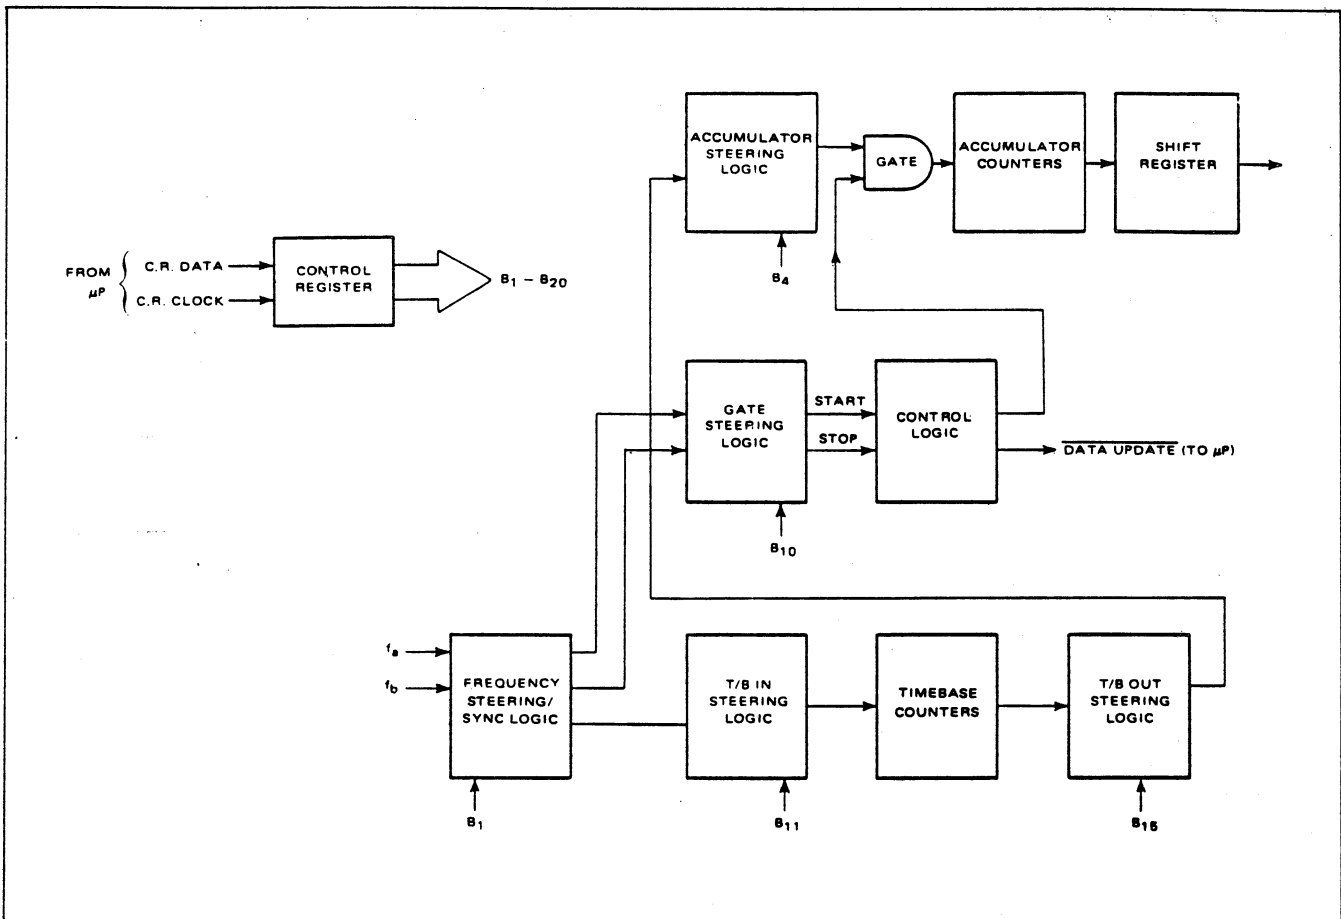 ACCUMULATOR
STEERING
LOGIC
GATE
ACCUMULATOR
COUNTERS
SHIFT
REGISTER
B4
FROM
μP
C.R. DATA
C.R. CLOCK
CONTROL
REGISTER
B1 – B20
GATE
STEERING
LOGIC
START
STOP
CONTROL
LOGIC
DATA UPDATE (TO μP)
B10
fa
fb
FREQUENCY
STEERING/
SYNC LOGIC
T/B IN
STEERING
LOGIC
TIMEBASE
COUNTERS
T/B OUT
STEERING
LOGIC
B1
B11
B15